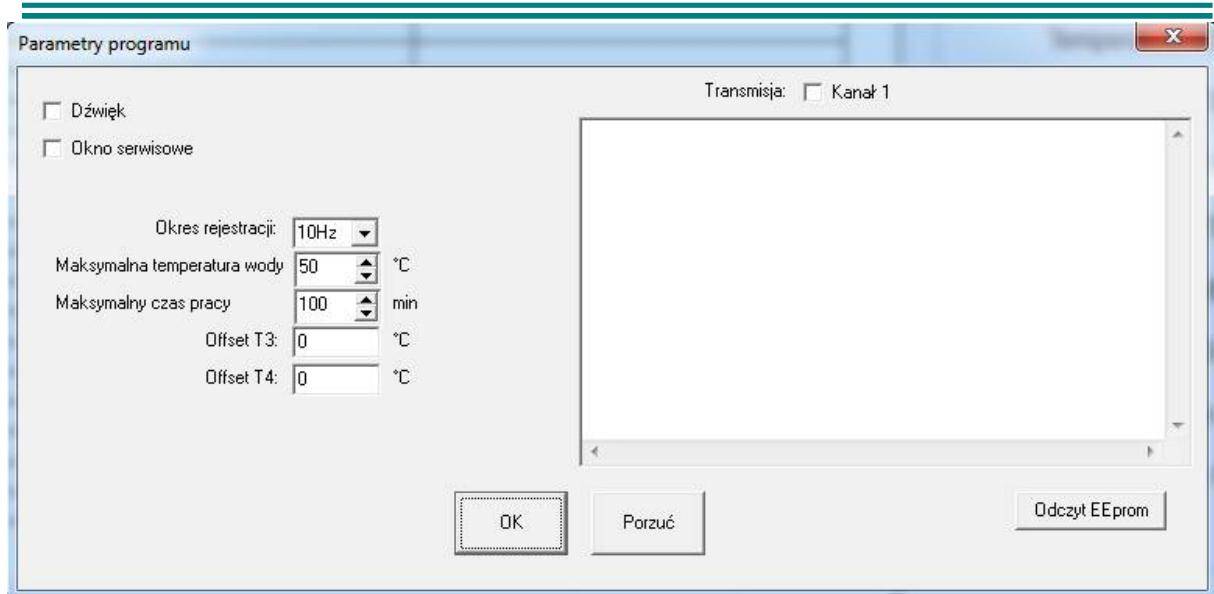 Parametry programu
Dźwięk
Okno serwisowe
Okres rejestracji: 10Hz
Maksymalna temperatura wody 50 °C
Maksymalny czas pracy 100 min
Offset T3: 0 °C
Offset T4: 0 °C
Transmisja: Kanał 1
OK
Porzuć
Odczyt EEprom